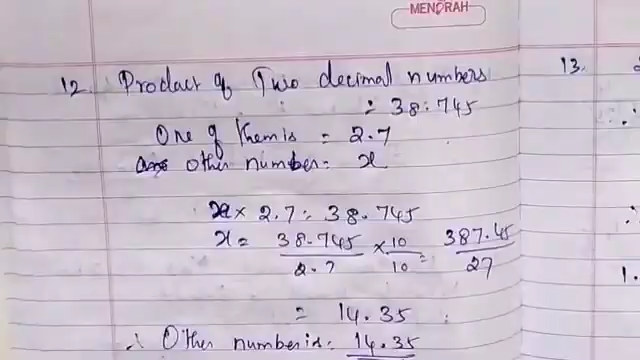 MENORAH
12. Product of Two decimal numbers
= 38.745
One of them is = 2.7
other number = x
x × 2.7 = 38.745
x = 38.745/2.7 × 10/10 = 387.45/27
= 14.35
∴ Other number is = 14.35
13.
∴
∴
1.